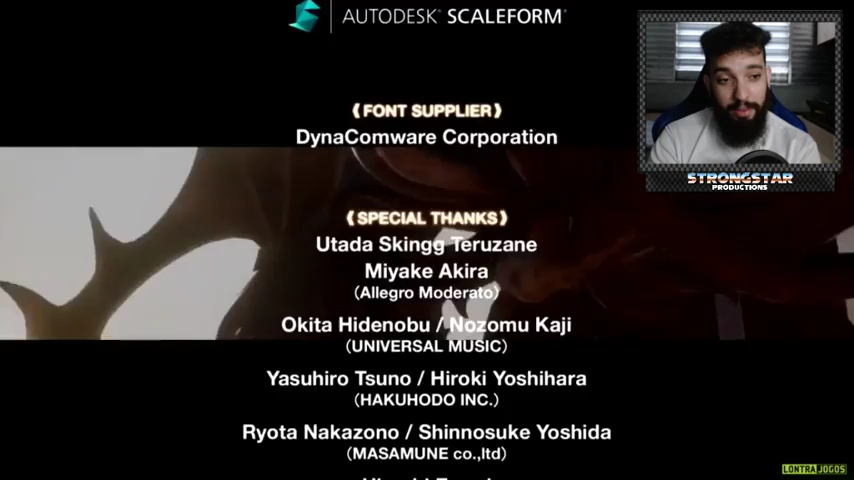 AUTODESK® SCALEFORM®
《FONT SUPPLIER》
DynaComware Corporation
STRONGSTAR
PRODUCTIONS
《SPECIAL THANKS》
Utada Skingg Teruzane
Miyake Akira
(Allegro Moderato)
Okita Hidenobu / Nozomu Kaji
(UNIVERSAL MUSIC)
Yasuhiro Tsuno / Hiroki Yoshihara
(HAKUHODO INC.)
Ryota Nakazono / Shinnosuke Yoshida
(MASAMUNE co.,ltd)
LONTRAJOGOS